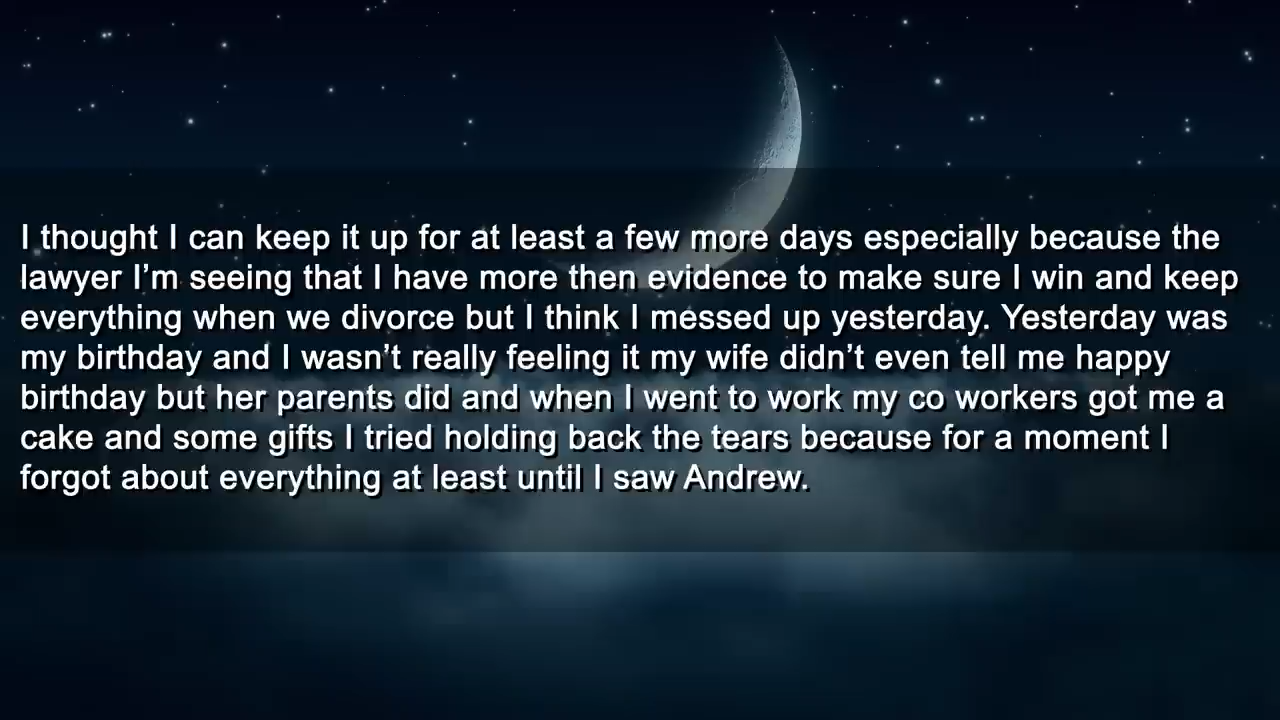 I thought I can keep it up for at least a few more days especially because the
lawyer I’m seeing that I have more then evidence to make sure I win and keep
everything when we divorce but I think I messed up yesterday. Yesterday was
my birthday and I wasn’t really feeling it my wife didn’t even tell me happy
birthday but her parents did and when I went to work my co workers got me a
cake and some gifts I tried holding back the tears because for a moment I
forgot about everything at least until I saw Andrew.